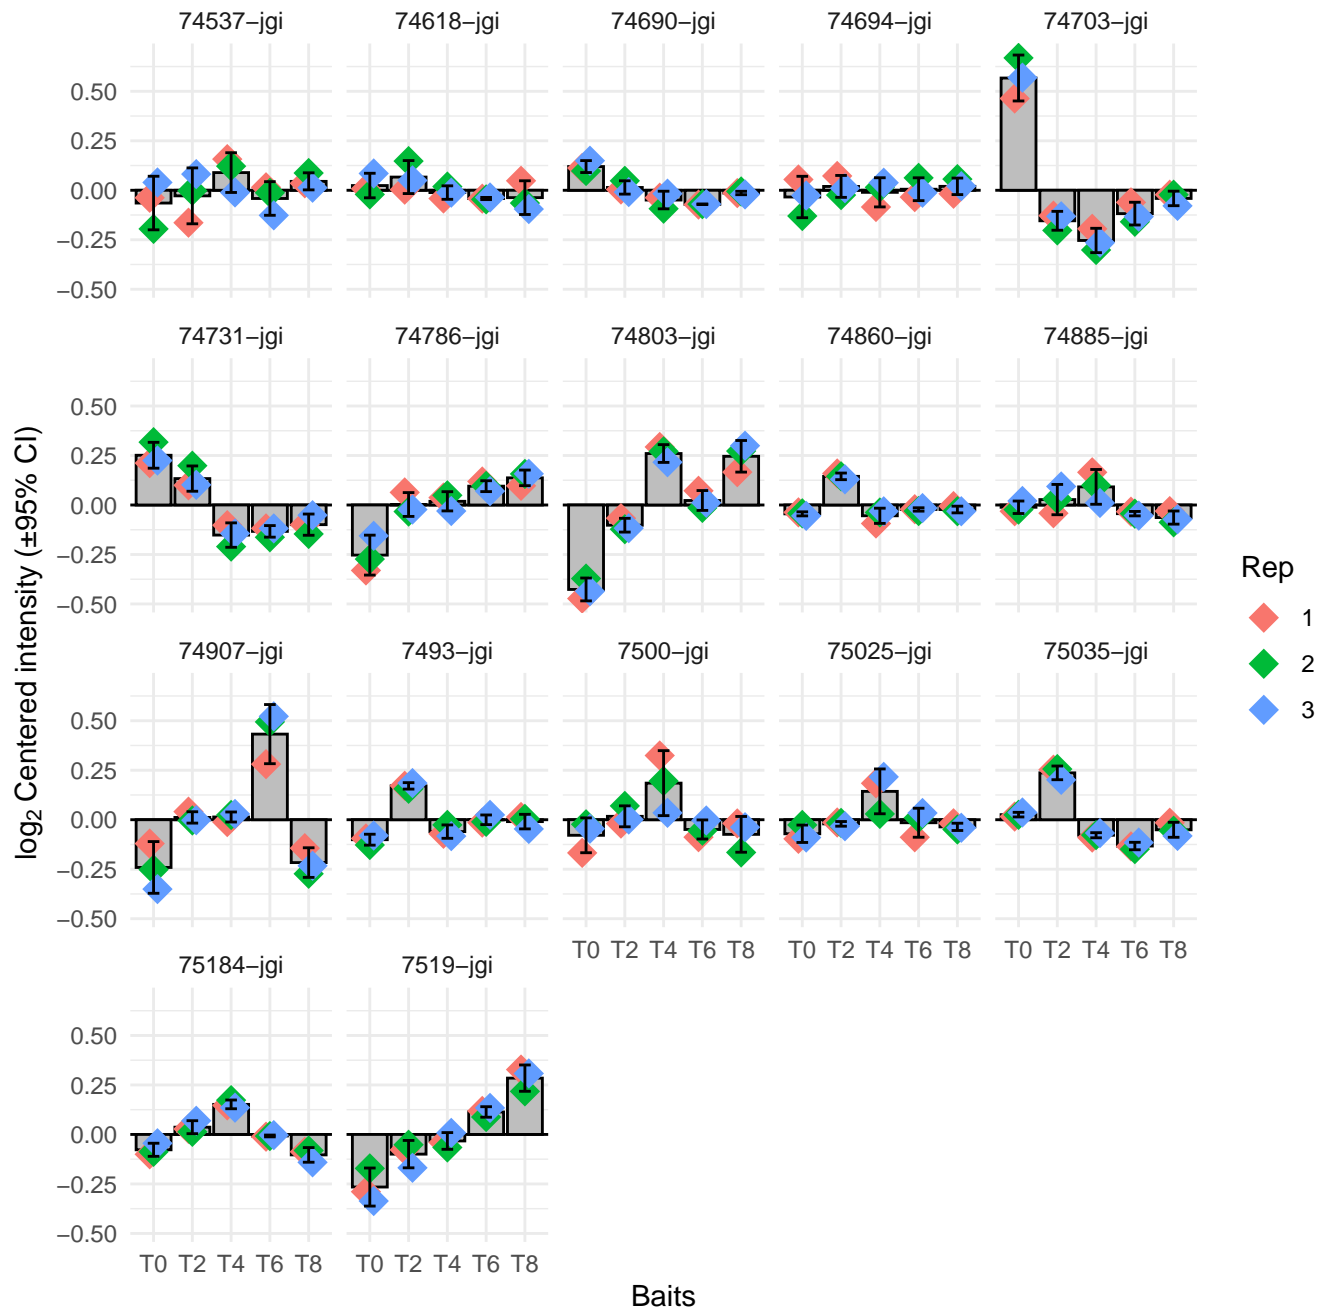 74537−jgi 74618−jgi 74690−jgi 74694−jgi 74703−jgi
0.50
0.25
0.00
−0.25
−0.50
74731−jgi 74786−jgi 74803−jgi 74860−jgi 74885−jgi
0.50
0.25
0.00
−0.25
−0.50
74907−jgi 7493−jgi 7500−jgi 75025−jgi 75035−jgi
0.50
0.25
0.00
−0.25
−0.50
T0 T2 T4 T6 T8 T0 T2 T4 T6 T8 T0 T2 T4 T6 T8
75184−jgi 7519−jgi
0.50
0.25
0.00
−0.25
−0.50
T0 T2 T4 T6 T8 T0 T2 T4 T6 T8
Baits
log₂ Centered intensity (±95% CI)
Rep
1
2
3